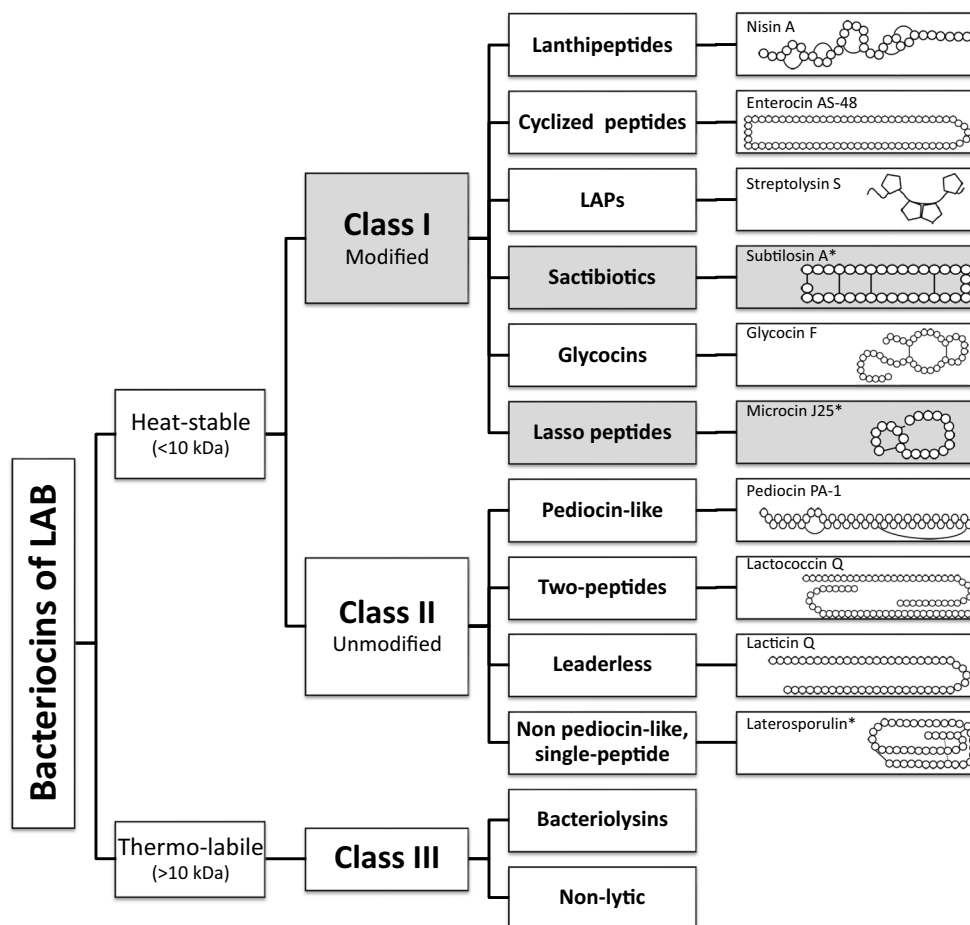 Bacteriocins of LAB
Heat-stable
(<10 kDa)
Class I
Modified
Lanthipeptides
Nisin A
Cyclized peptides
Enterocin AS-48
LAPs
Streptolysin S
Sactibiotics
Subtilosin A*
Glycocins
Glycocin F
Lasso peptides
Microcin J25*
Class II
Unmodified
Pediocin-like
Pediocin PA-1
Two-peptides
Lactococcin Q
Leaderless
Lacticin Q
Non pediocin-like,
single-peptide
Laterosporulin*
Thermo-labile
(>10 kDa)
Class III
Bacteriolysins
Non-lytic